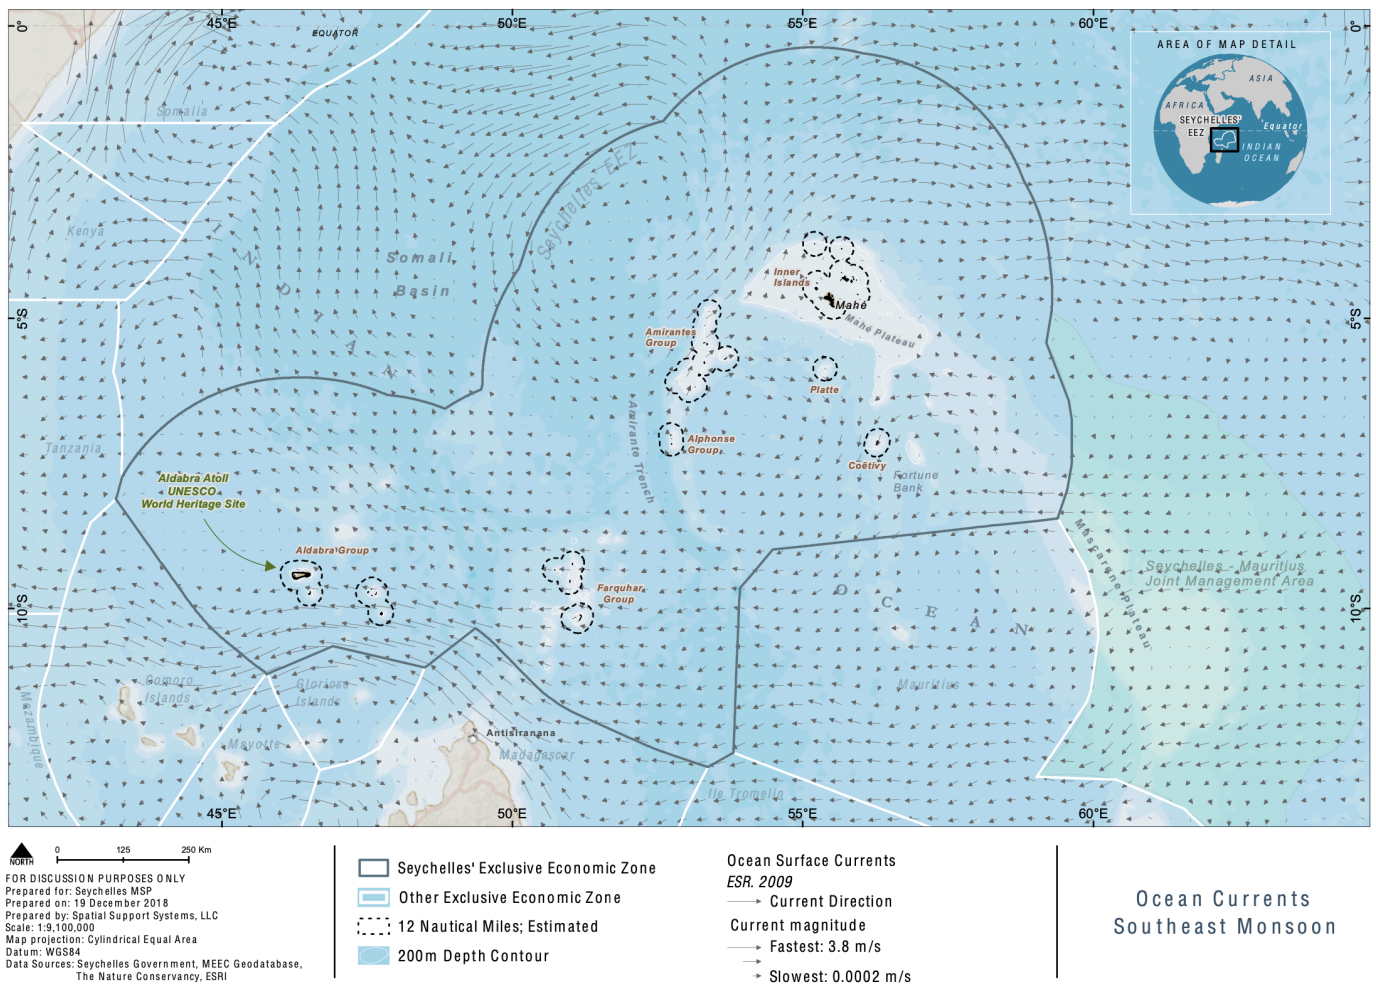 45°E
50°E
55°E
60°E
0°
EQUATOR
0°
AREA OF MAP DETAIL
ASIA
AFRICA
SEYCHELLES'
EEZ
Equator
INDIAN
OCEAN
Somalia
Seychelles EEZ
Kenya
INDIAN
Somali
Basin
Inner
Islands
Mahé
Mahé Plateau
5°S
5°S
Amirantes
Group
Platte
Amirante Trench
Alphonse
Group
Coëtivy
Fortune
Bank
Tanzania
Aldabra Atoll
UNESCO
World Heritage Site
Aldabra Group
Farquhar
Group
Mascarene Plateau
Seychelles - Mauritius
Joint Management Area
OCEAN
10°S
10°S
Comoro
Islands
Glorioso
Islands
Mauritius
Mozambique
Mayotte
Antisiranana
Madagascar
Ile Tromelin
45°E
50°E
55°E
60°E
NORTH
0 125 250 Km
FOR DISCUSSION PURPOSES ONLY
Prepared for: Seychelles MSP
Prepared on: 19 December 2018
Prepared by: Spatial Support Systems, LLC
Scale: 1:9,100,000
Map projection: Cylindrical Equal Area
Datum: WGS84
Data Sources: Seychelles Government, MEEC Geodatabase,
The Nature Conservancy, ESRI
Seychelles' Exclusive Economic Zone
Other Exclusive Economic Zone
12 Nautical Miles; Estimated
200m Depth Contour
Ocean Surface Currents
ESR. 2009
Current Direction
Current magnitude
Fastest: 3.8 m/s
Slowest: 0.0002 m/s
Ocean Currents
Southeast Monsoon